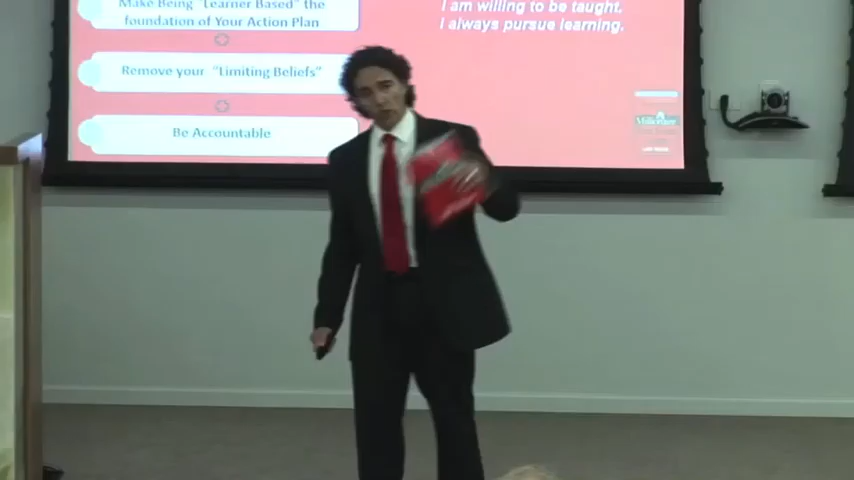 Make Being "Learner Based" the
foundation of Your Action Plan
Remove your "Limiting Beliefs"
Be Accountable
I am willing to be taught.
I always pursue learning.